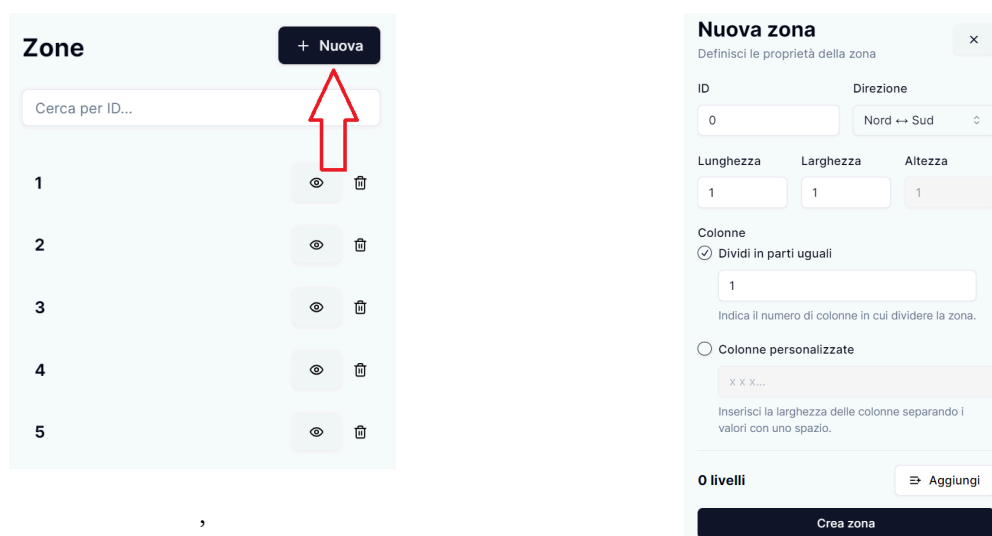 Zone
+ Nuova
Cerca per ID...
1
2
3
4
5
,
Nuova zona
Definisci le proprietà della zona
×
ID
Direzione
0
Nord ↔ Sud
Lunghezza
Larghezza
Altezza
1
1
1
Colonne
Dividi in parti uguali
1
Indica il numero di colonne in cui dividere la zona.
Colonne personalizzate
x x x...
Inserisci la larghezza delle colonne separando i
valori con uno spazio.
0 livelli
Aggiungi
Crea zona